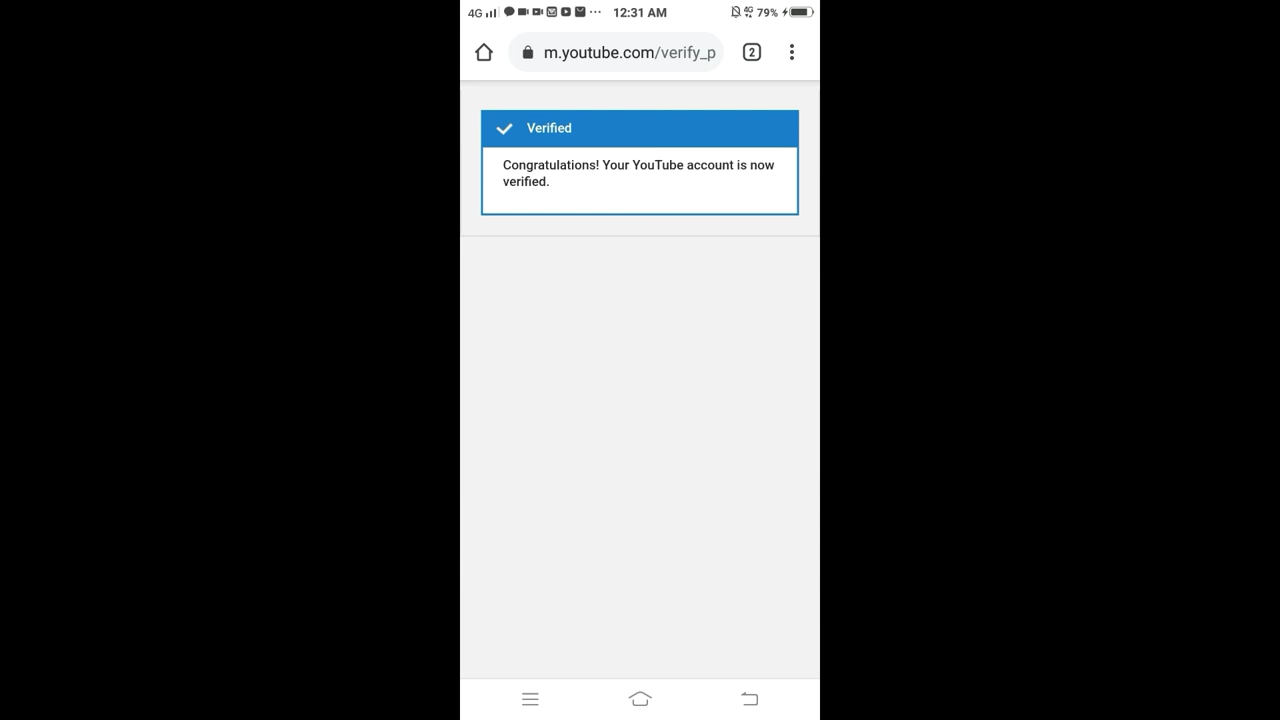 4G 12:31 AM 4G 79%
m.youtube.com/verify_p 2
Verified
Congratulations! Your YouTube account is now
verified.